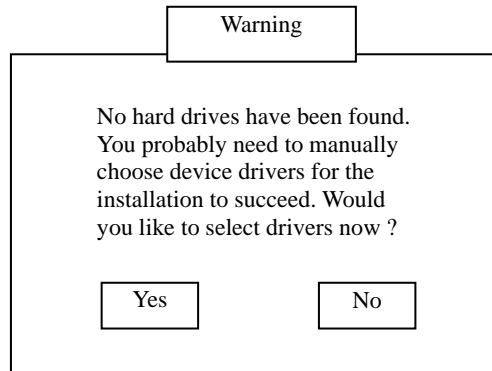 Warning
No hard drives have been found.
You probably need to manually
choose device drivers for the
installation to succeed. Would
you like to select drivers now ?
Yes
No